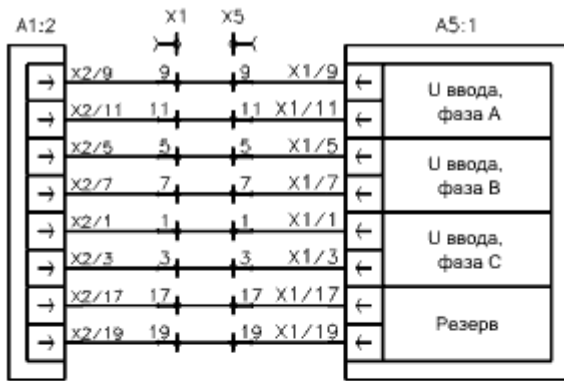 A1:2 X1 X5 A5:1
X2/9 9 9 X1/9
U ввода,
фаза A
X2/11 11 11 X1/11
X2/5 5 5 X1/5
U ввода,
фаза B
X2/7 7 7 X1/7
X2/1 1 1 X1/1
U ввода,
фаза C
X2/3 3 3 X1/3
X2/17 17 17 X1/17
Резерв
X2/19 19 19 X1/19